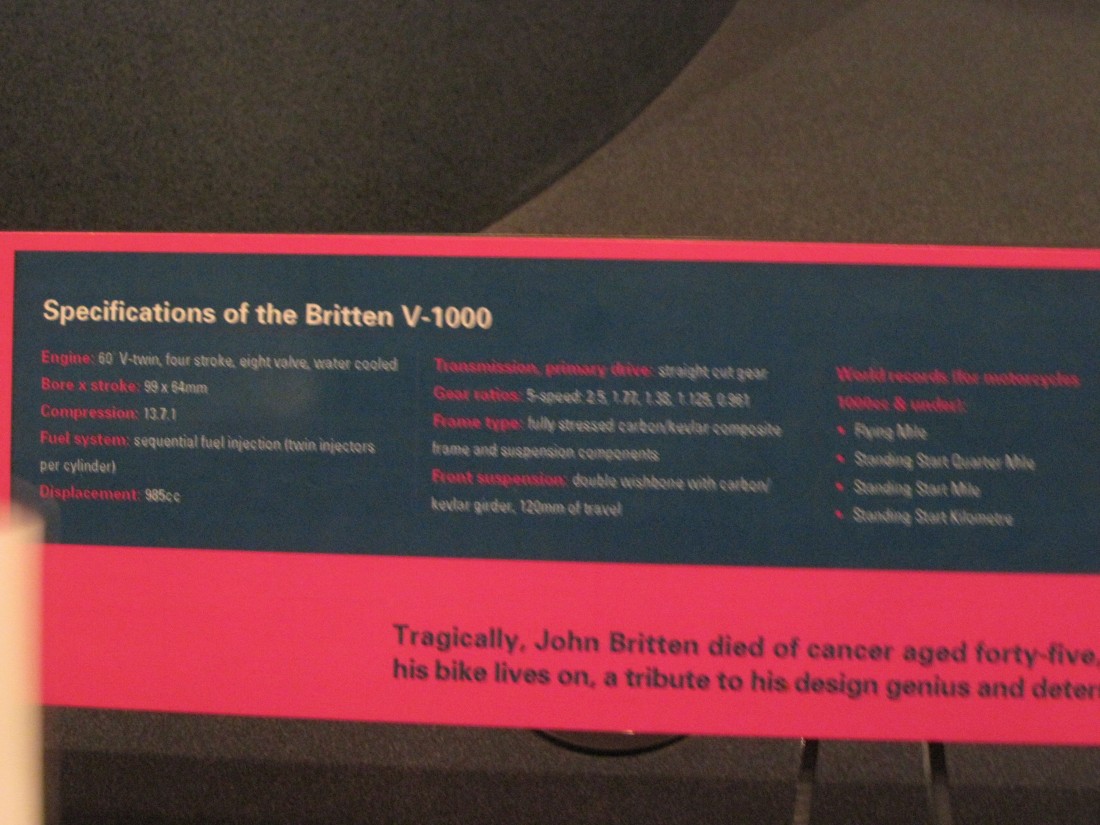 Specifications of the Britten V-1000
Engine: 60° V-twin, four stroke, eight valve, water cooled
Bore x stroke: 99 x 64mm
Compression: 13.7.1
Fuel system: sequential fuel injection (twin injectors
per cylinder)
Displacement: 985cc
Transmission, primary drive: straight cut gear
Gear ratios: 5-speed: 2.5, 1.77, 1.38, 1.125, 0.961
Frame type: fully stressed carbon/kevlar composite
frame and suspension components
Front suspension: double wishbone with carbon/
kevlar girder, 120mm of travel
World records (for motorcycles
1000cc & under):
• Flying Mile
• Standing Start Quarter Mile
• Standing Start Mile
• Standing Start Kilometre
Tragically, John Britten died of cancer aged forty-five,
his bike lives on, a tribute to his design genius and deter